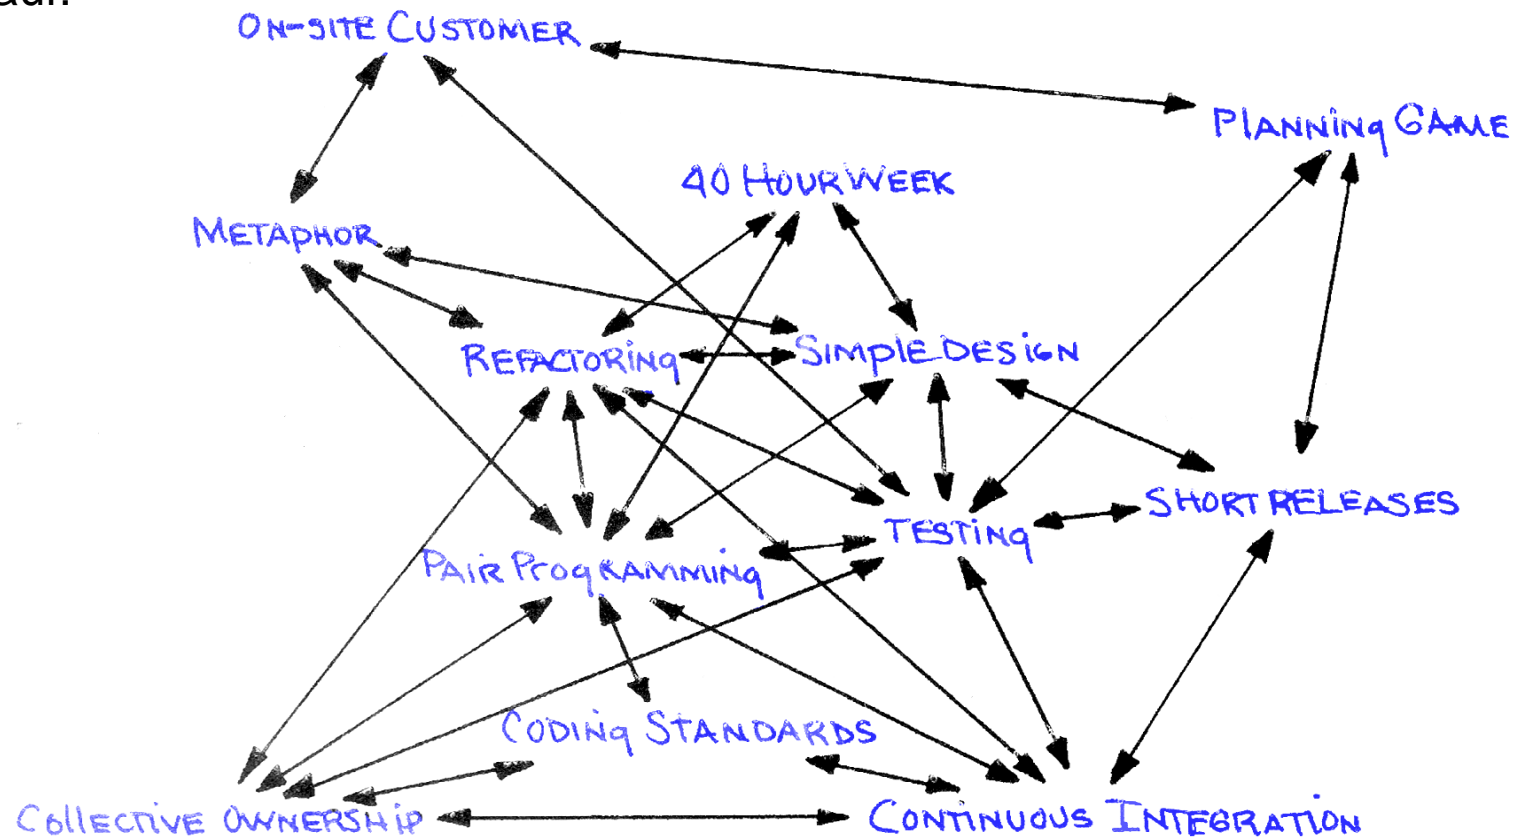 ON-SITE CUSTOMER
PLANNING GAME
40 HOUR WEEK
METAPHOR
REFACTORING
SIMPLE DESIGN
SHORT RELEASES
TESTING
PAIR PROGRAMMING
CODING STANDARDS
COLLECTIVE OWNERSHIP
CONTINUOUS INTEGRATION